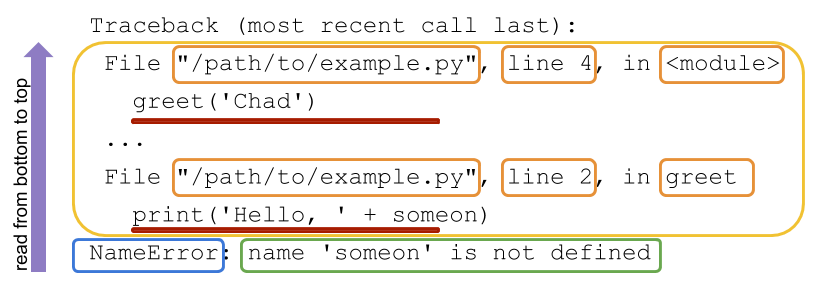 Traceback (most recent call last):
File "/path/to/example.py", line 4, in <module>
greet('Chad')
...
File "/path/to/example.py", line 2, in greet
print('Hello, ' + someon)
NameError: name 'someon' is not defined
read from bottom to top